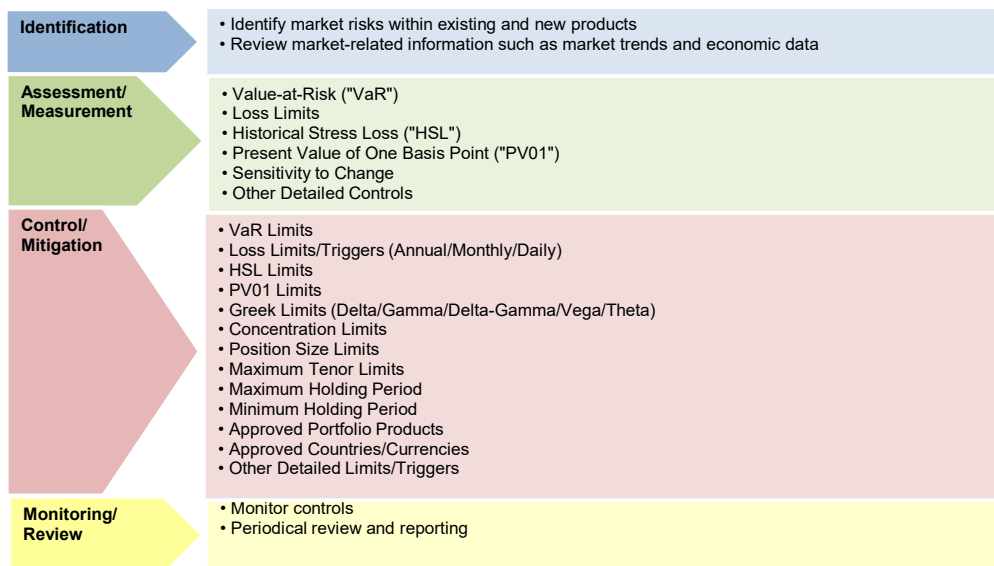 Identification
• Identify market risks within existing and new products
• Review market-related information such as market trends and economic data
Assessment/
Measurement
• Value-at-Risk ("VaR")
• Loss Limits
• Historical Stress Loss ("HSL")
• Present Value of One Basis Point ("PV01")
• Sensitivity to Change
• Other Detailed Controls
Control/
Mitigation
• VaR Limits
• Loss Limits/Triggers (Annual/Monthly/Daily)
• HSL Limits
• PV01 Limits
• Greek Limits (Delta/Gamma/Delta-Gamma/Vega/Theta)
• Concentration Limits
• Position Size Limits
• Maximum Tenor Limits
• Maximum Holding Period
• Minimum Holding Period
• Approved Portfolio Products
• Approved Countries/Currencies
• Other Detailed Limits/Triggers
Monitoring/
Review
• Monitor controls
• Periodical review and reporting